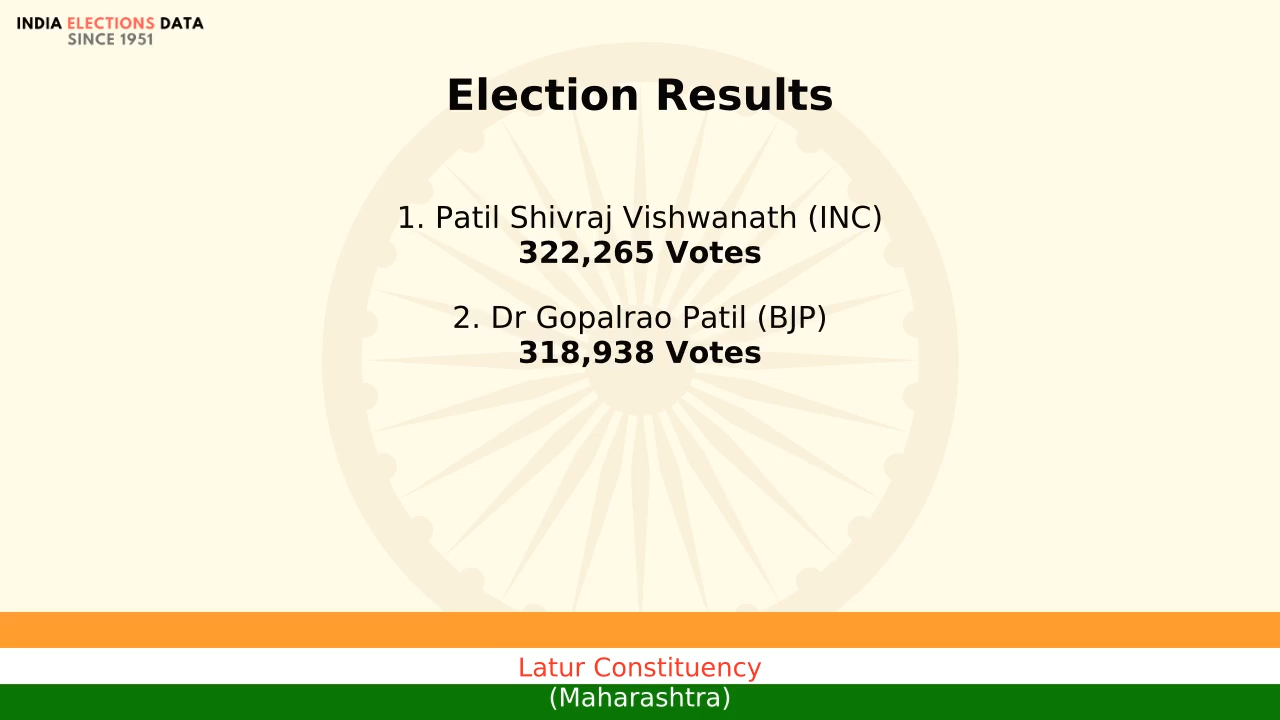 INDIA ELECTIONS DATA
SINCE 1951
Election Results
1. Patil Shivraj Vishwanath (INC)
322,265 Votes
2. Dr Gopalrao Patil (BJP)
318,938 Votes
Latur Constituency
(Maharashtra)